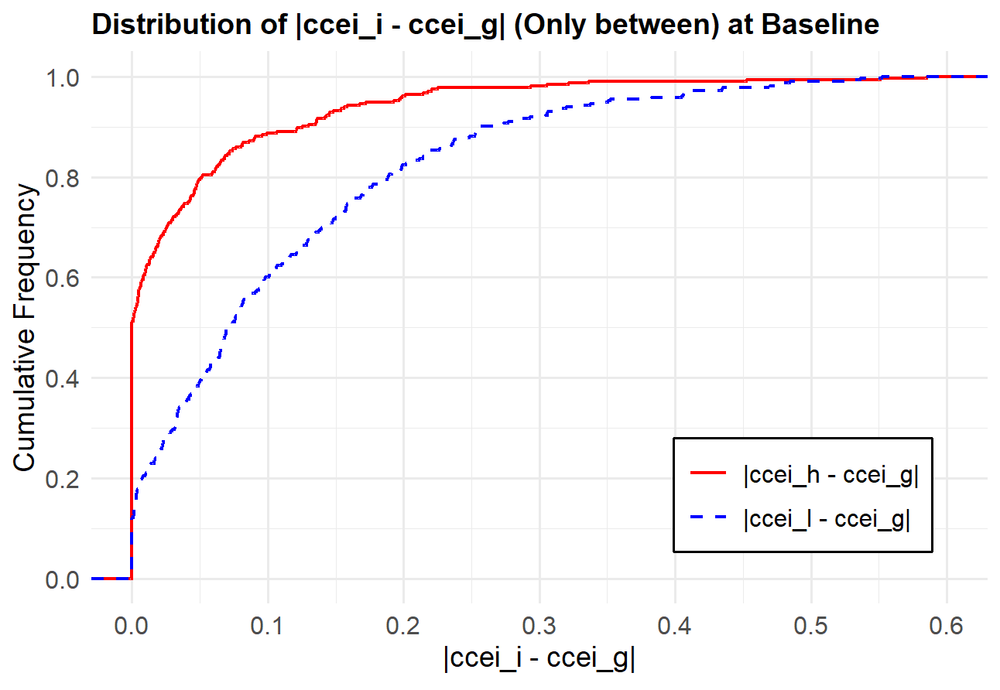 Distribution of |ccei_i - ccei_g| (Only between) at Baseline
Cumulative Frequency
1.0
0.8
0.6
0.4
0.2
0.0
|ccei_h - ccei_g|
|ccei_l - ccei_g|
0.0 0.1 0.2 0.3 0.4 0.5 0.6
|ccei_i - ccei_g|